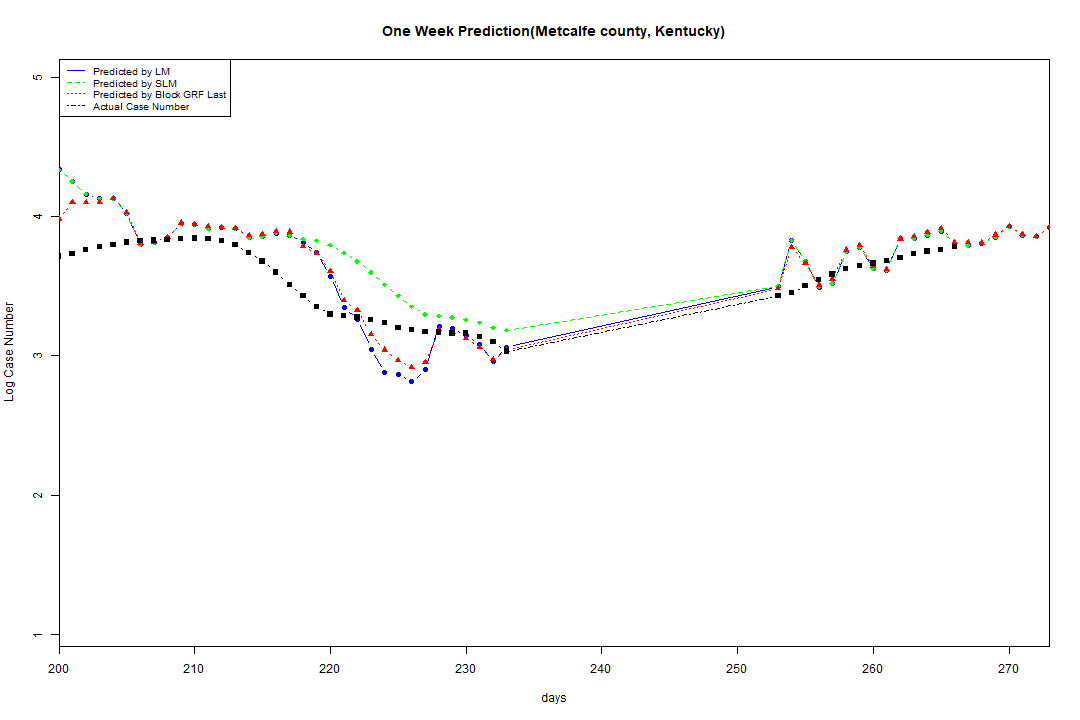 One Week Prediction(Metcalfe county, Kentucky)
Predicted by LM
Predicted by SLM
Predicted by Block GRF Last
Actual Case Number
5
4
3
2
1
Log Case Number
200 210 220 230 240 250 260 270
days